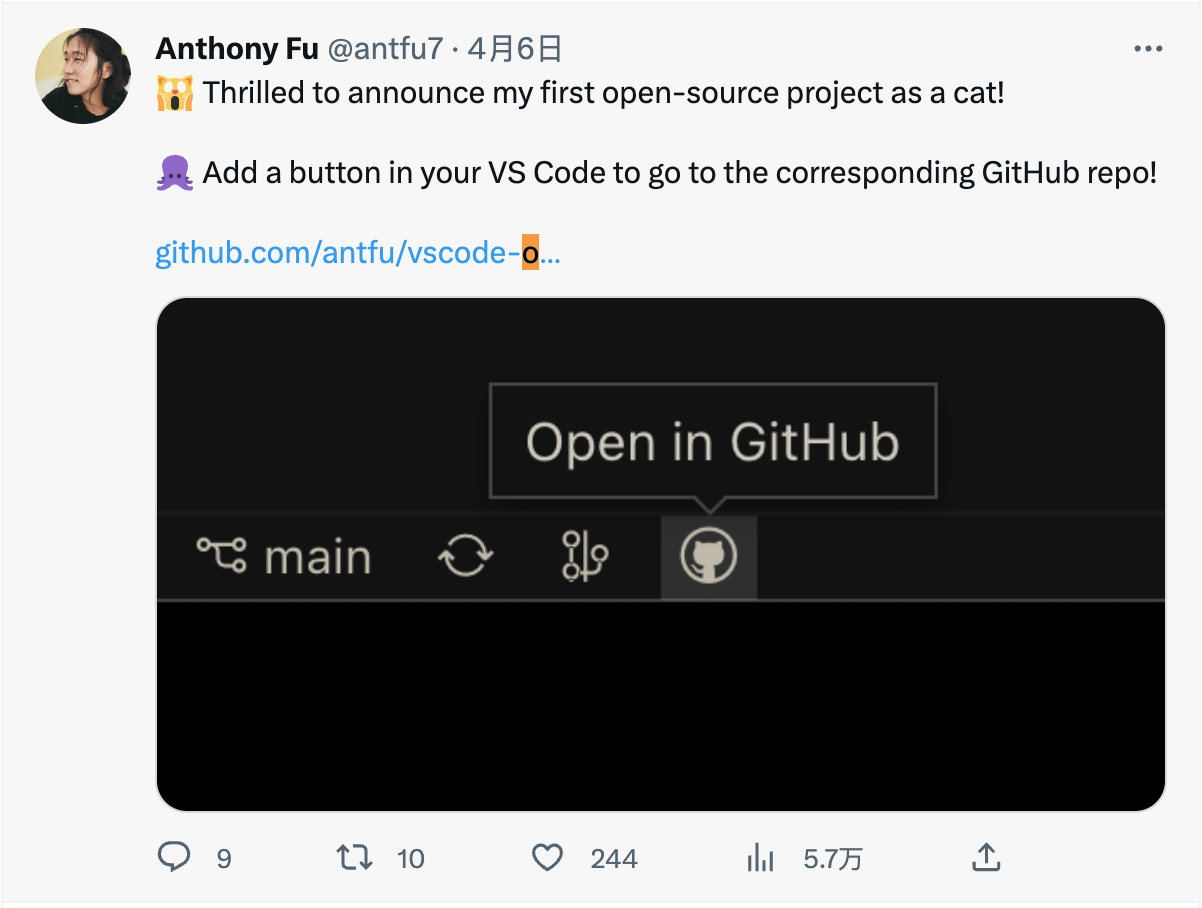 Anthony Fu @antfu7 · 4月6日
🙀 Thrilled to announce my first open-source project as a cat!
🐙 Add a button in your VS Code to go to the corresponding GitHub repo!
github.com/antfu/vscode-o…
Open in GitHub
main
9 10 244 5.7万